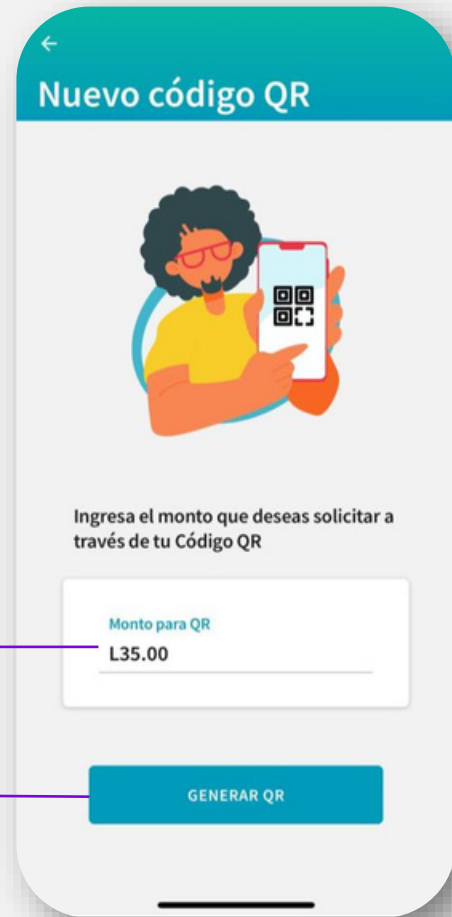 Nuevo código QR
Ingresa el monto que deseas solicitar a
través de tu Código QR
Monto para QR
L35.00
GENERAR QR